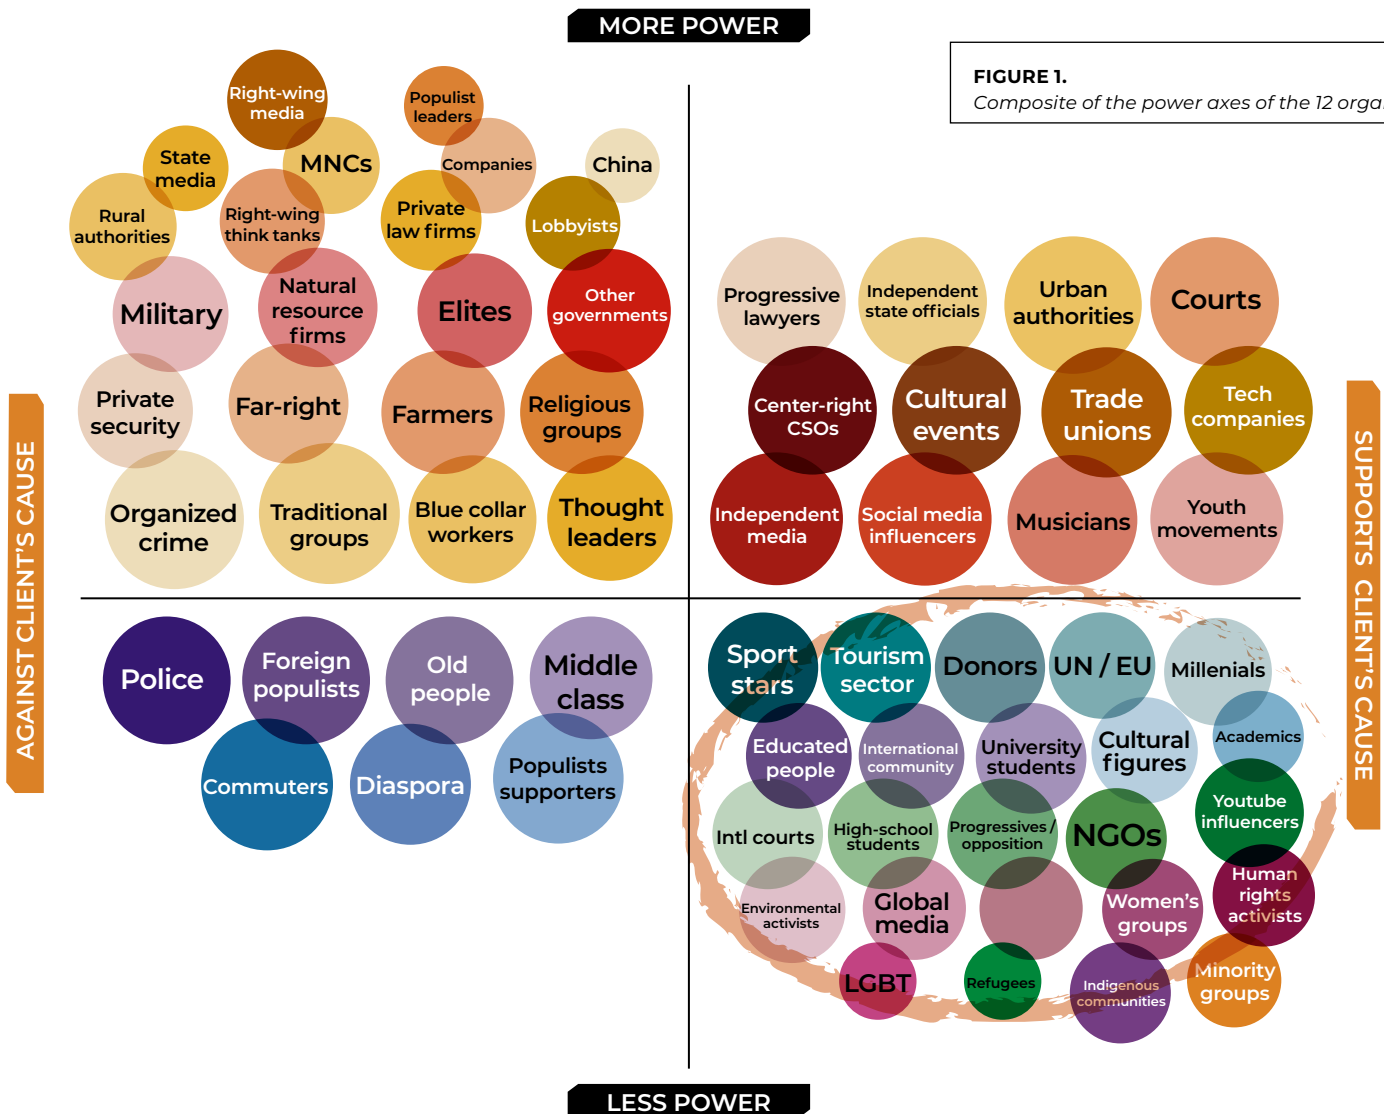 MORE POWER
FIGURE 1.
Composite of the power axes of the 12 orga
Right-wing
media
Populist
leaders
State
media
MNCs
Companies
China
Rural
authorities
Right-wing
think tanks
Private
law firms
Lobbyists
Military
Natural
resource
firms
Elites
Other
governments
Private
security
Far-right
Farmers
Religious
groups
Organized
crime
Traditional
groups
Blue collar
workers
Thought
leaders
Progressive
lawyers
Independent
state officials
Urban
authorities
Courts
Center-right
CSOs
Cultural
events
Trade
unions
Tech
companies
Independent
media
Social media
influencers
Musicians
Youth
movements
AGAINST CLIENT'S CAUSE
SUPPORTS CLIENT'S CAUSE
Police
Foreign
populists
Old
people
Middle
class
Commuters
Diaspora
Populists
supporters
Sport
stars
Tourism
sector
Donors
UN / EU
Millenials
Educated
people
International
community
University
students
Cultural
figures
Academics
Intl courts
High-school
students
Progressives /
opposition
NGOs
Youtube
influencers
Environmental
activists
Global
media
Women's
groups
Human
rights
activists
LGBT
Refugees
Indigenous
communities
Minority
groups
LESS POWER